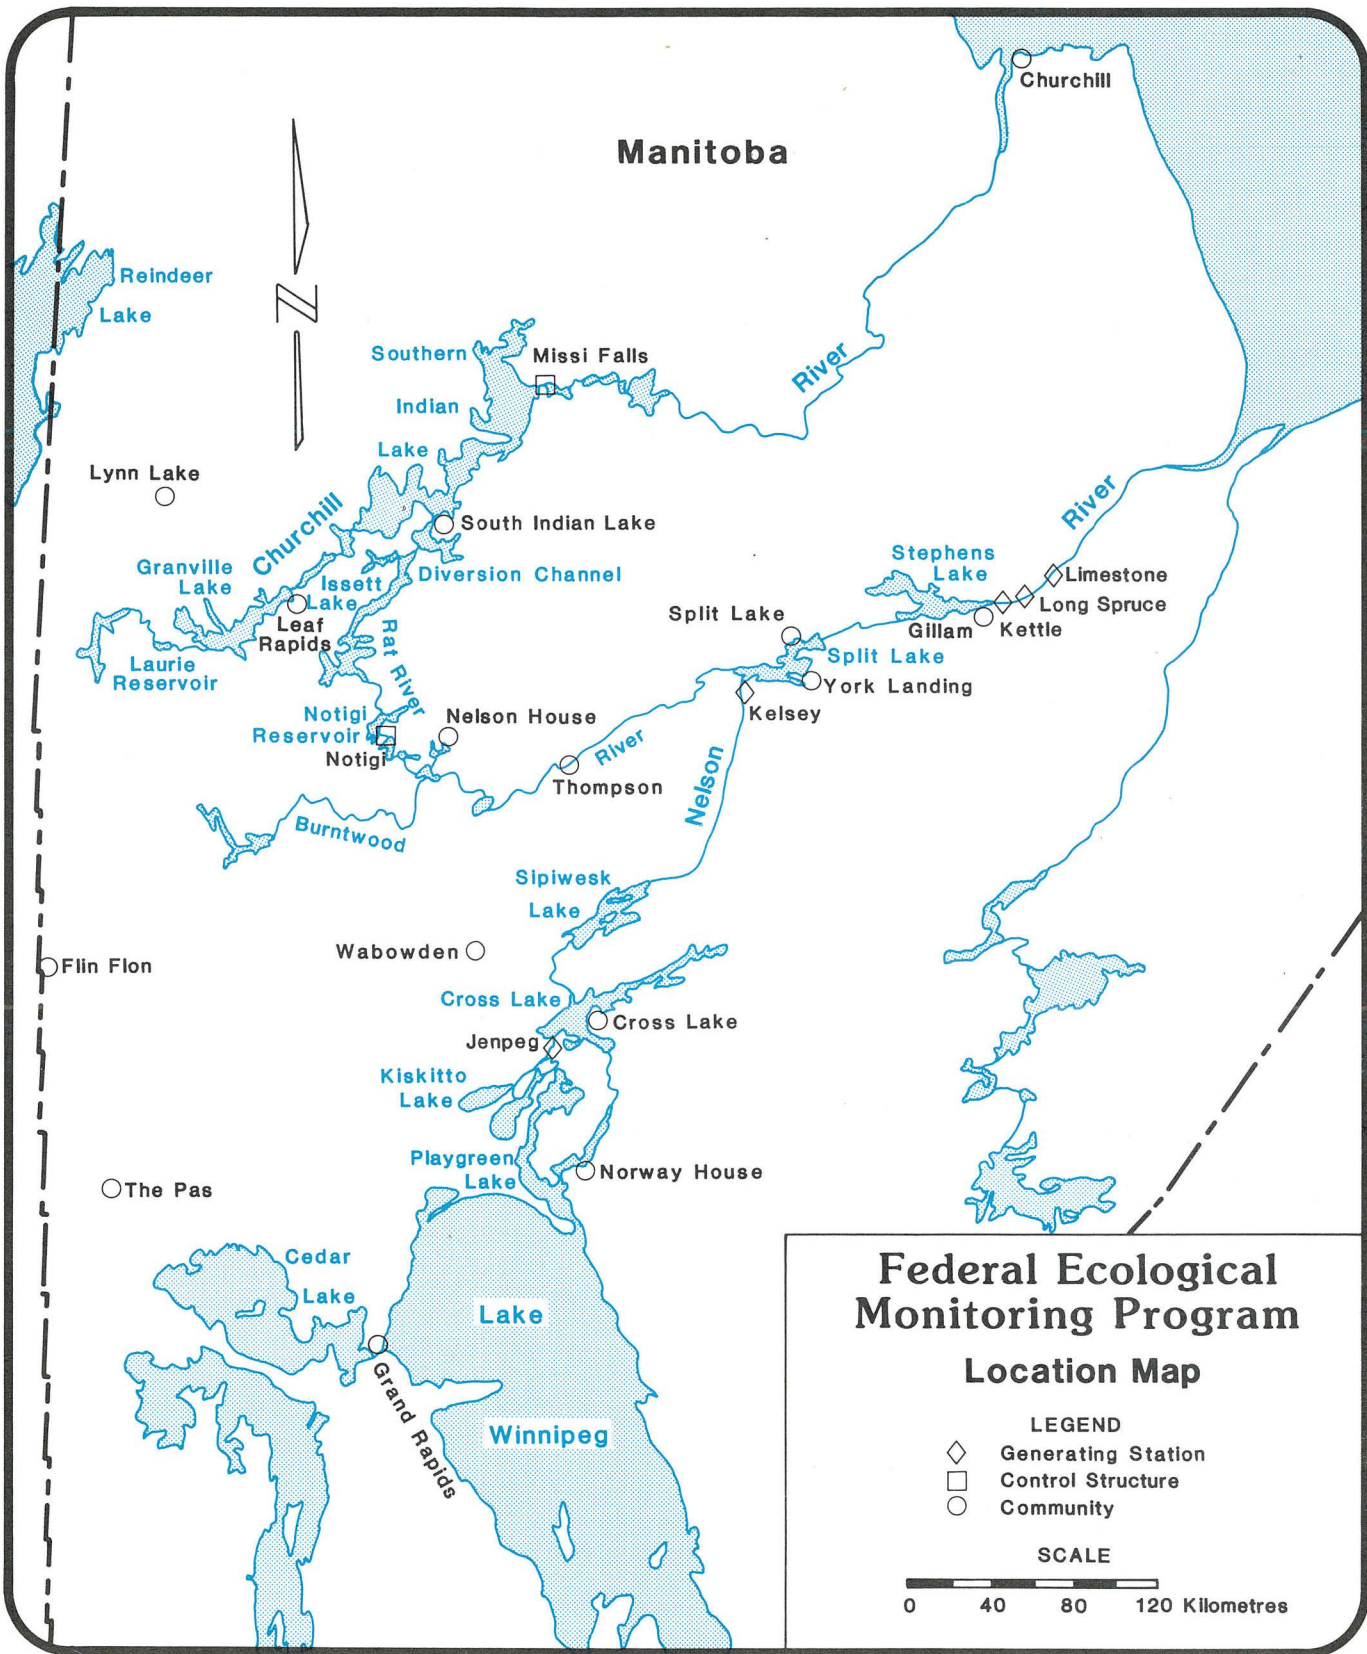 Churchill
Manitoba
Reindeer
Lake
N
Southern
Missi Falls
River
Indian
Lake
Lynn Lake
River
Churchill
South Indian Lake
Granville
Lake
Issett
Lake
Diversion Channel
Stephens
Lake
Limestone
Long Spruce
Leaf
Rapids
Split Lake
Gillam
Kettle
Rat River
Laurie
Reservoir
Split Lake
York Landing
Notigi
Reservoir
Nelson House
Kelsey
Notigi
River
Thompson
Nelson
Burntwood
Sipiwesk
Lake
Wabowden
Flin Flon
Cross Lake
Cross Lake
Jenpeg
Kiskitto
Lake
Playgreen
Lake
Norway House
The Pas
Cedar
Lake
Lake
Grand Rapids
Winnipeg
Federal Ecological
Monitoring Program
Location Map
LEGEND
Generating Station
Control Structure
Community
SCALE
0 40 80 120 Kilometres